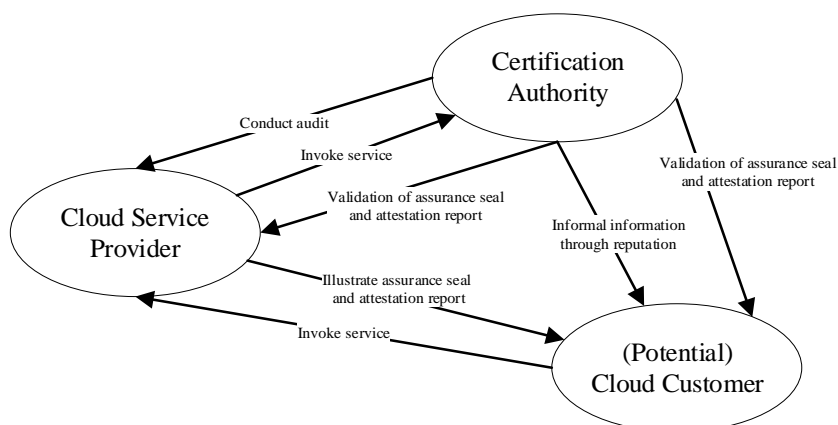 Certification
Authority
Conduct audit
Invoke service
Validation of assurance seal
and attestation report
Validation of assurance seal
and attestation report
Cloud Service
Provider
Informal information
through reputation
Illustrate assurance seal
and attestation report
Invoke service
(Potential)
Cloud Customer